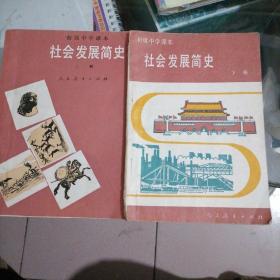 初级中学课本
社会发展简史
上册
人民教育出版社
初级中学课本
社会发展简史
下册
人民教育出版社